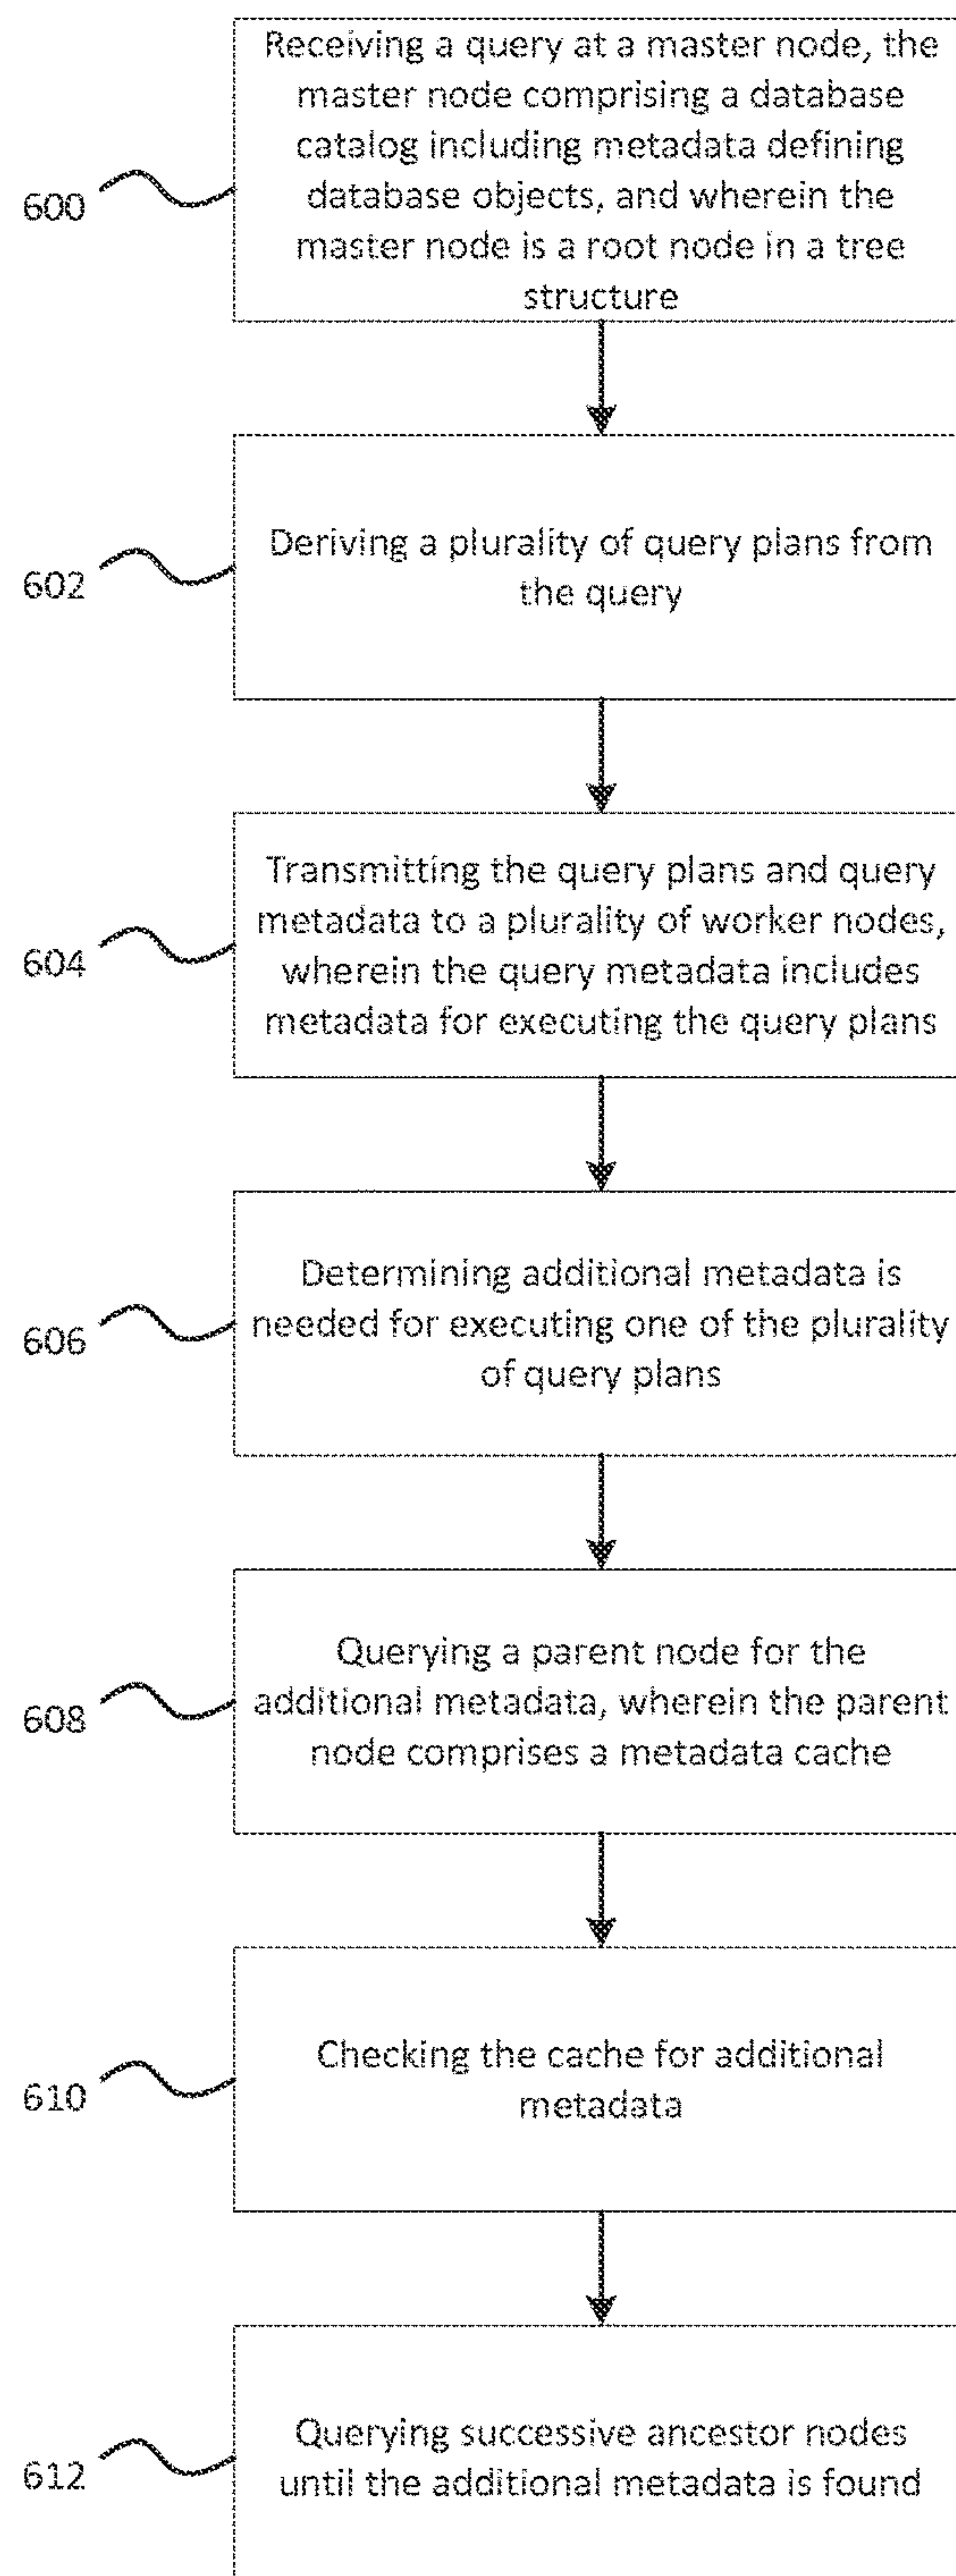 Receiving a query at a master node, the
master node comprising a database
catalog including metadata defining
database objects, and wherein the
master node is a root node in a tree
structure
600
Deriving a plurality of query plans from
the query
602
Transmitting the query plans and query
metadata to a plurality of worker nodes,
wherein the query metadata includes
metadata for executing the query plans
604
Determining additional metadata is
needed for executing one of the plurality
of query plans
606
Querying a parent node for the
additional metadata, wherein the parent
node comprises a metadata cache
608
Checking the cache for additional
metadata
610
Querying successive ancestor nodes
until the additional metadata is found
612